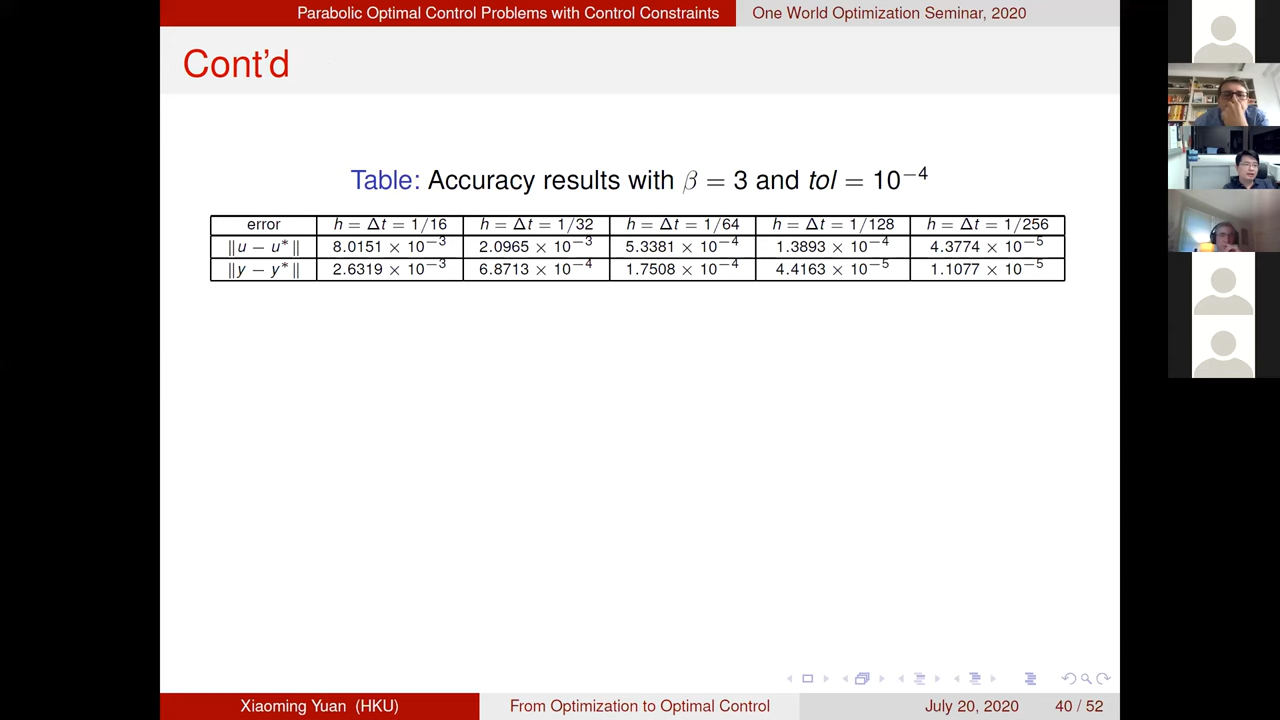 Parabolic Optimal Control Problems with Control Constraints One World Optimization Seminar, 2020
Cont'd
Table: Accuracy results with β = 3 and tol = 10⁻⁴
error h = Δt = 1/16 h = Δt = 1/32 h = Δt = 1/64 h = Δt = 1/128 h = Δt = 1/256
‖u − u*‖ 8.0151 × 10⁻³ 2.0965 × 10⁻³ 5.3381 × 10⁻⁴ 1.3893 × 10⁻⁴ 4.3774 × 10⁻⁵
‖y − y*‖ 2.6319 × 10⁻³ 6.8713 × 10⁻⁴ 1.7508 × 10⁻⁴ 4.4163 × 10⁻⁵ 1.1077 × 10⁻⁵
Xiaoming Yuan (HKU) From Optimization to Optimal Control July 20, 2020 40 / 52